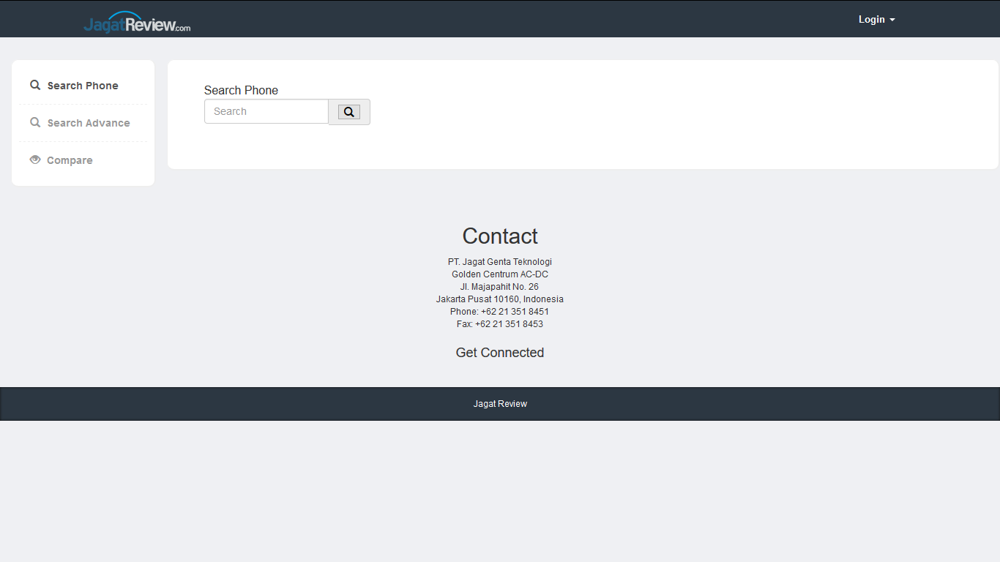 JagatReview.com
Login
Search Phone
Search Advance
Compare
Search Phone
Search
Contact
PT. Jagat Genta Teknologi
Golden Centrum AC-DC
Jl. Majapahit No. 26
Jakarta Pusat 10160, Indonesia
Phone: +62 21 351 8451
Fax: +62 21 351 8453
Get Connected
Jagat Review